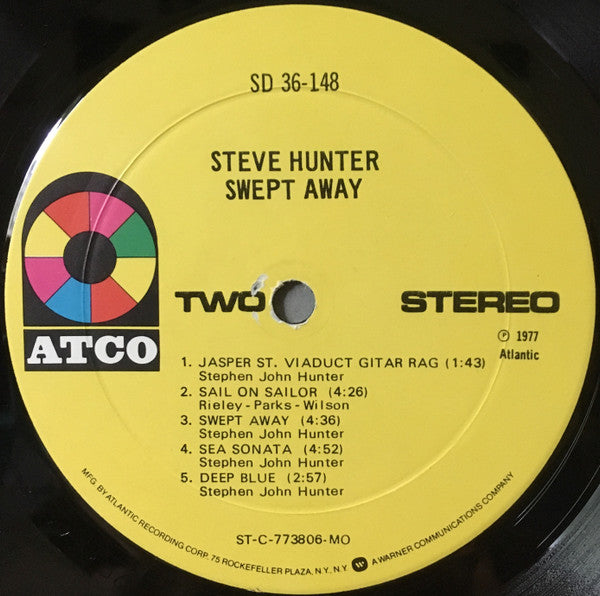 SD 36-148
STEVE HUNTER
SWEPT AWAY
ATCO
TWO
STEREO
℗ 1977
Atlantic
1. JASPER ST. VIADUCT GITAR RAG (1:43)
Stephen John Hunter
2. SAIL ON SAILOR (4:26)
Rieley - Parks - Wilson
3. SWEPT AWAY (4:36)
Stephen John Hunter
4. SEA SONATA (4:52)
Stephen John Hunter
5. DEEP BLUE (2:57)
Stephen John Hunter
ST-C-773806-MO
MFG. BY ATLANTIC RECORDING CORP. 75 ROCKEFELLER PLAZA, N.Y. N.Y. A WARNER COMMUNICATIONS COMPANY